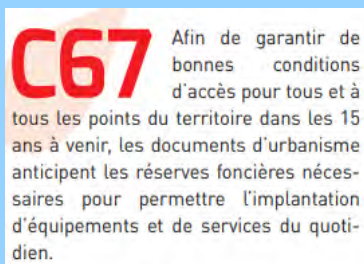 C67 Afin de garantir de
bonnes conditions
d'accès pour tous et à
tous les points du territoire dans les 15
ans à venir, les documents d'urbanisme
anticipent les réserves foncières néces-
saires pour permettre l'implantation
d'équipements et de services du quoti-
dien.